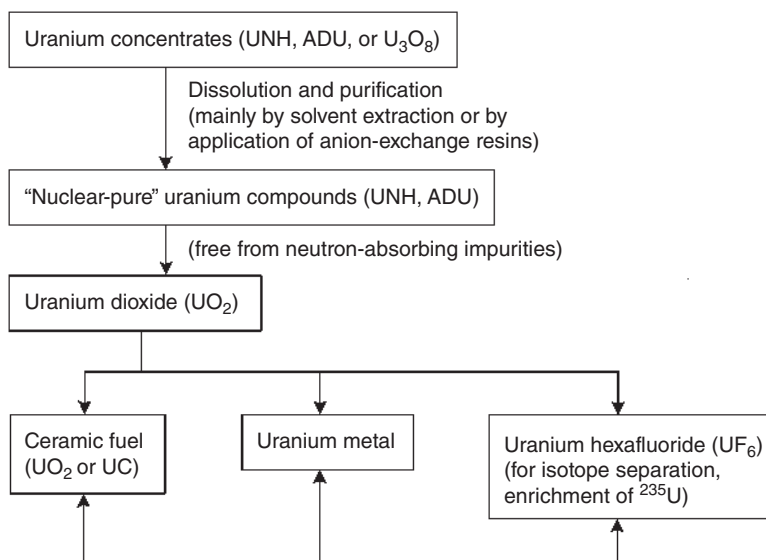 Uranium concentrates (UNH, ADU, or U₃O₈)
Dissolution and purification
(mainly by solvent extraction or by
application of anion-exchange resins)
“Nuclear-pure” uranium compounds (UNH, ADU)
(free from neutron-absorbing impurities)
Uranium dioxide (UO₂)
Ceramic fuel
(UO₂ or UC)
Uranium metal
Uranium hexafluoride (UF₆)
(for isotope separation,
enrichment of ²³⁵U)